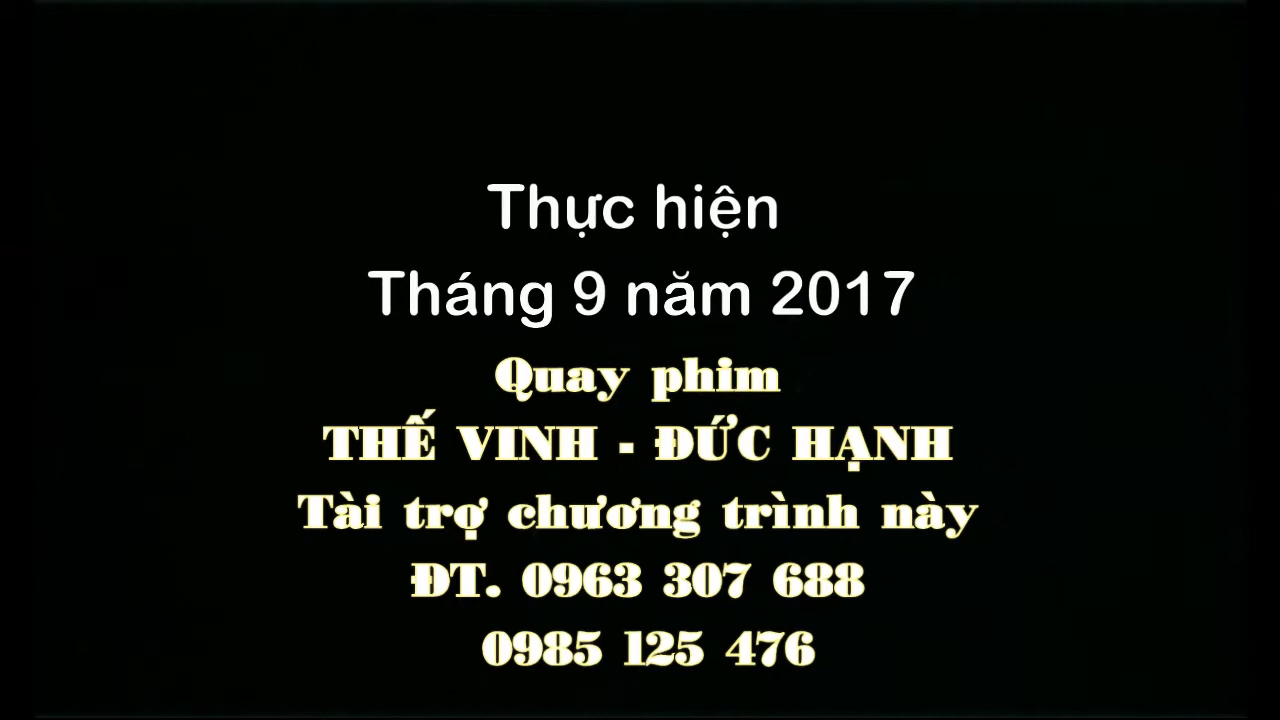 Thực hiện
Tháng 9 năm 2017
Quay phim
THẾ VINH - ĐỨC HẠNH
Tài trợ chương trình này
ĐT. 0963 307 688
0985 125 476